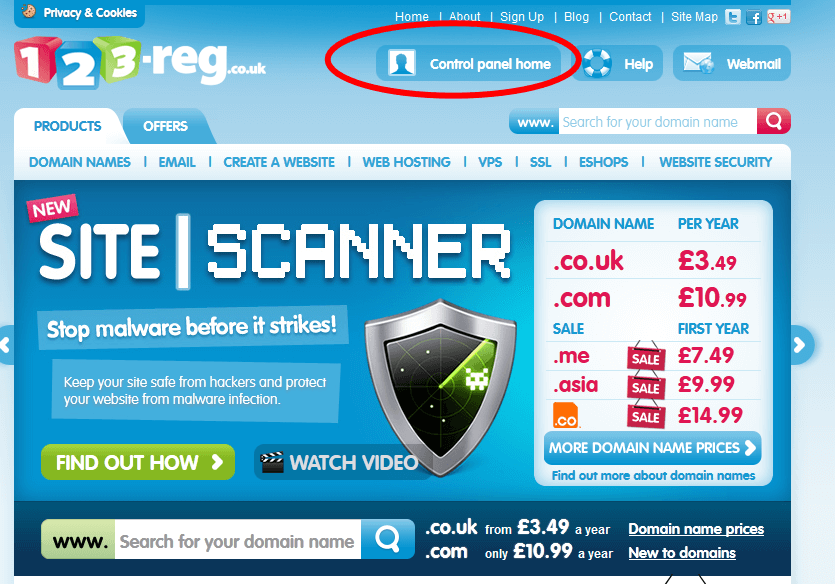 Privacy & Cookies
Home | About | Sign Up | Blog | Contact | Site Map
g +1
123-reg.co.uk
Control panel home
Help
Webmail
PRODUCTS
OFFERS
www. Search for your domain name
DOMAIN NAMES | EMAIL | CREATE A WEBSITE | WEB HOSTING | VPS | SSL | ESHOPS | WEBSITE SECURITY
NEW
SITE|SCANNER
Stop malware before it strikes!
Keep your site safe from hackers and protect
your website from malware infection.
FIND OUT HOW
WATCH VIDEO
DOMAIN NAME PER YEAR
.co.uk £3.49
.com £10.99
SALE FIRST YEAR
.me SALE £7.49
.asia SALE £9.99
.co SALE £14.99
MORE DOMAIN NAME PRICES
Find out more about domain names
www. Search for your domain name
.co.uk from £3.49 a year Domain name prices
.com only £10.99 a year New to domains